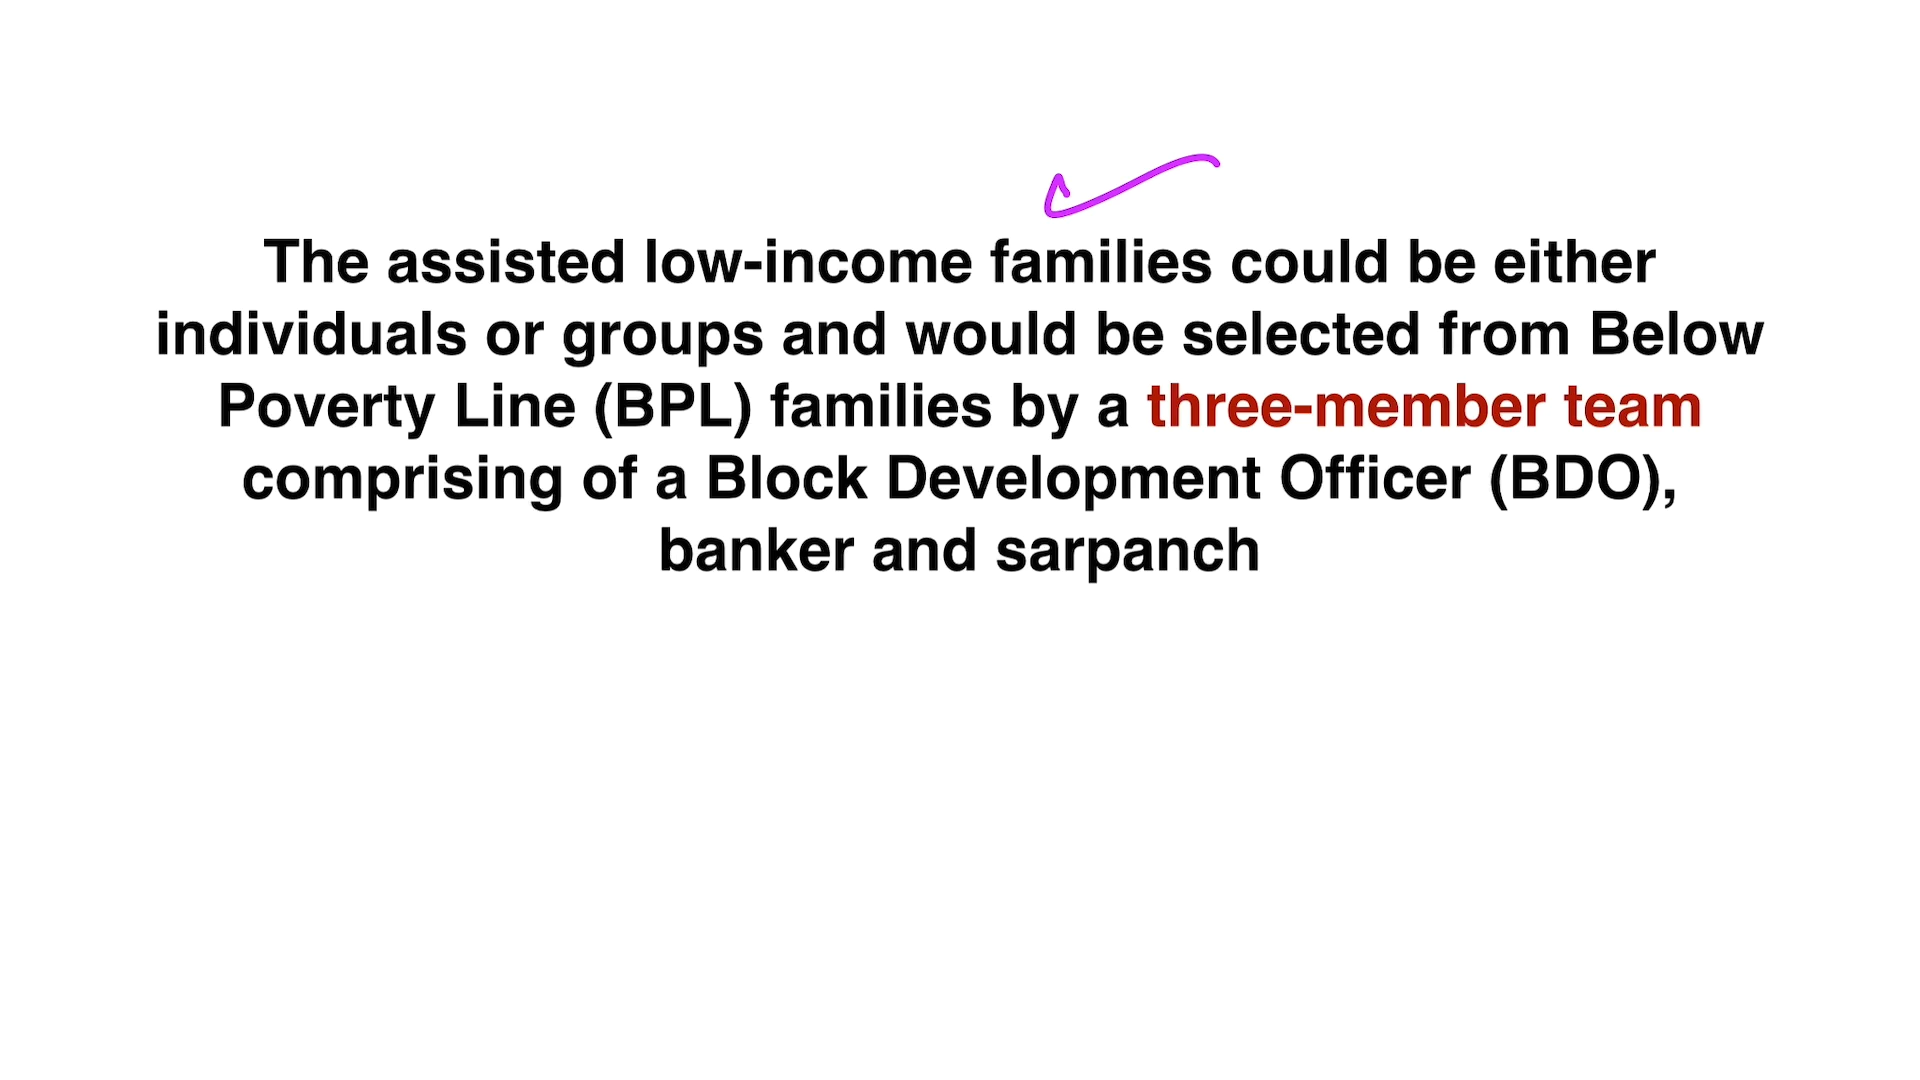 The assisted low-income families could be either
individuals or groups and would be selected from Below
Poverty Line (BPL) families by a three-member team
comprising of a Block Development Officer (BDO),
banker and sarpanch